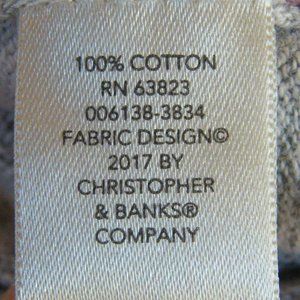 100% COTTON
RN 63823
006138-3834
FABRIC DESIGN©
2017 BY
CHRISTOPHER
& BANKS®
COMPANY